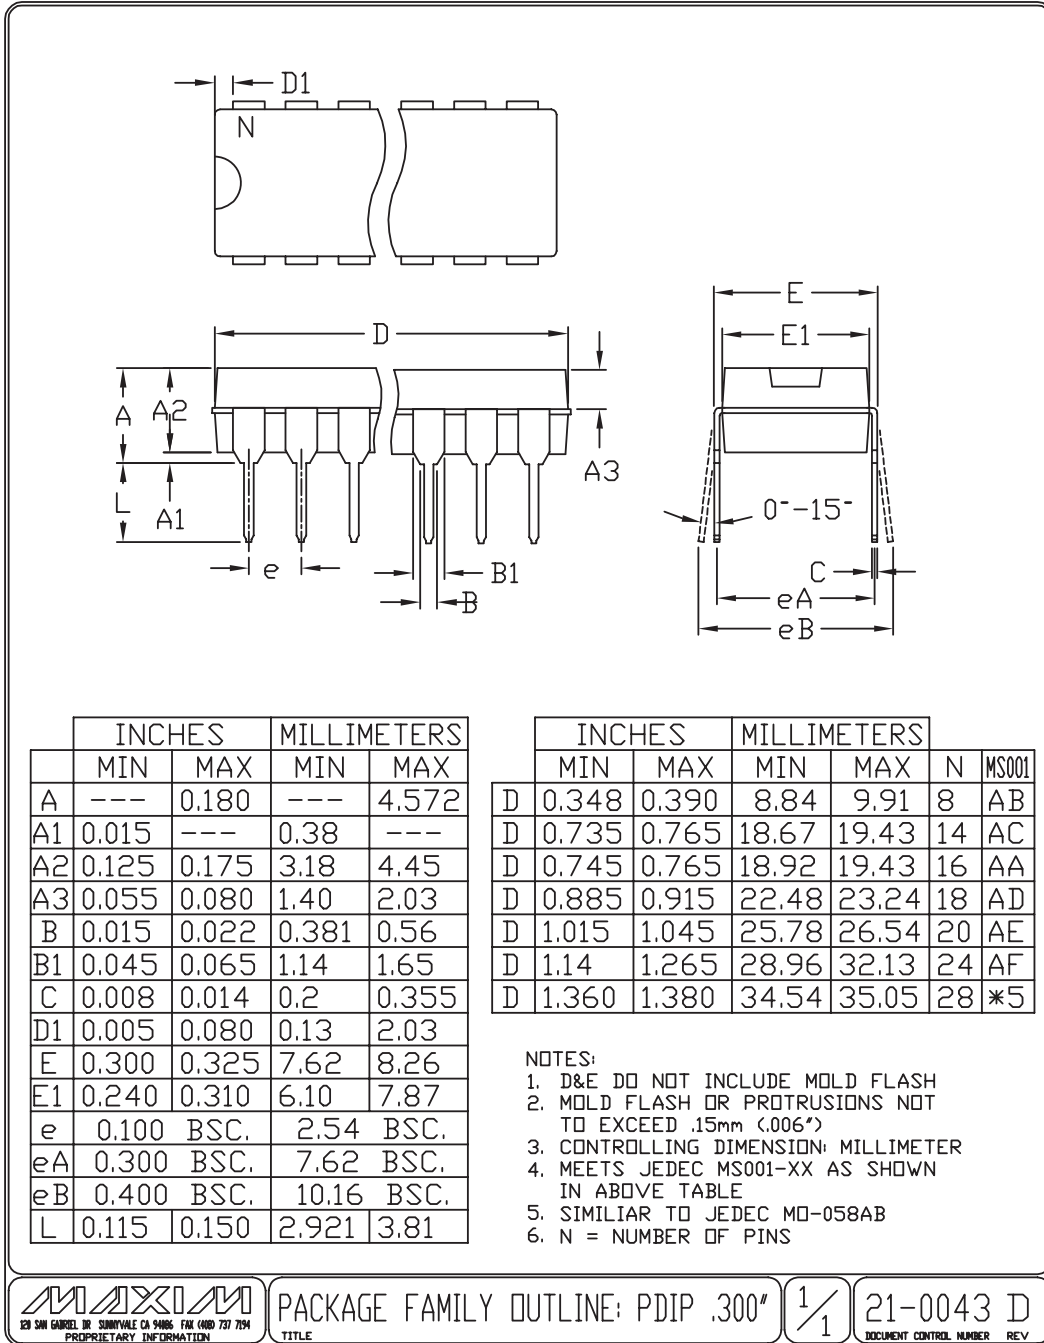 D1
N
D
E
E1
A
A2
A3
L
A1
0°-15°
e
B1
B
C
eA
eB
INCHES MILLIMETERS
MIN MAX MIN MAX
A --- 0.180 --- 4.572
A1 0.015 --- 0.38 ---
A2 0.125 0.175 3.18 4.45
A3 0.055 0.080 1.40 2.03
B 0.015 0.022 0.381 0.56
B1 0.045 0.065 1.14 1.65
C 0.008 0.014 0.2 0.355
D1 0.005 0.080 0.13 2.03
E 0.300 0.325 7.62 8.26
E1 0.240 0.310 6.10 7.87
e 0.100 BSC. 2.54 BSC.
eA 0.300 BSC. 7.62 BSC.
eB 0.400 BSC. 10.16 BSC.
L 0.115 0.150 2.921 3.81
INCHES MILLIMETERS
MIN MAX MIN MAX N MS001
D 0.348 0.390 8.84 9.91 8 AB
D 0.735 0.765 18.67 19.43 14 AC
D 0.745 0.765 18.92 19.43 16 AA
D 0.885 0.915 22.48 23.24 18 AD
D 1.015 1.045 25.78 26.54 20 AE
D 1.14 1.265 28.96 32.13 24 AF
D 1.360 1.380 34.54 35.05 28 *5
NOTES:
1. D&E DO NOT INCLUDE MOLD FLASH
2. MOLD FLASH OR PROTRUSIONS NOT
TO EXCEED .15mm (.006")
3. CONTROLLING DIMENSION: MILLIMETER
4. MEETS JEDEC MS001-XX AS SHOWN
IN ABOVE TABLE
5. SIMILIAR TO JEDEC MO-058AB
6. N = NUMBER OF PINS
MAXIM
120 SAN GABRIEL DR SUNNYVALE CA 94086 FAX (408) 737 7194
PROPRIETARY INFORMATION
PACKAGE FAMILY OUTLINE: PDIP .300"
TITLE
1/1
21-0043 D
DOCUMENT CONTROL NUMBER REV